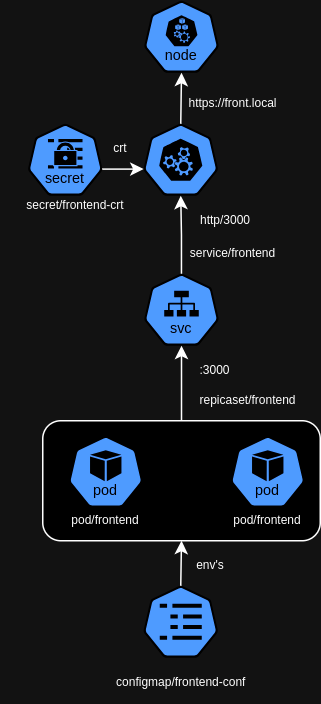 node
https://front.local
crt
secret
secret/frontend-crt
http/3000
service/frontend
svc
:3000
repicaset/frontend
pod
pod
pod/frontend
pod/frontend
env's
configmap/frontend-conf